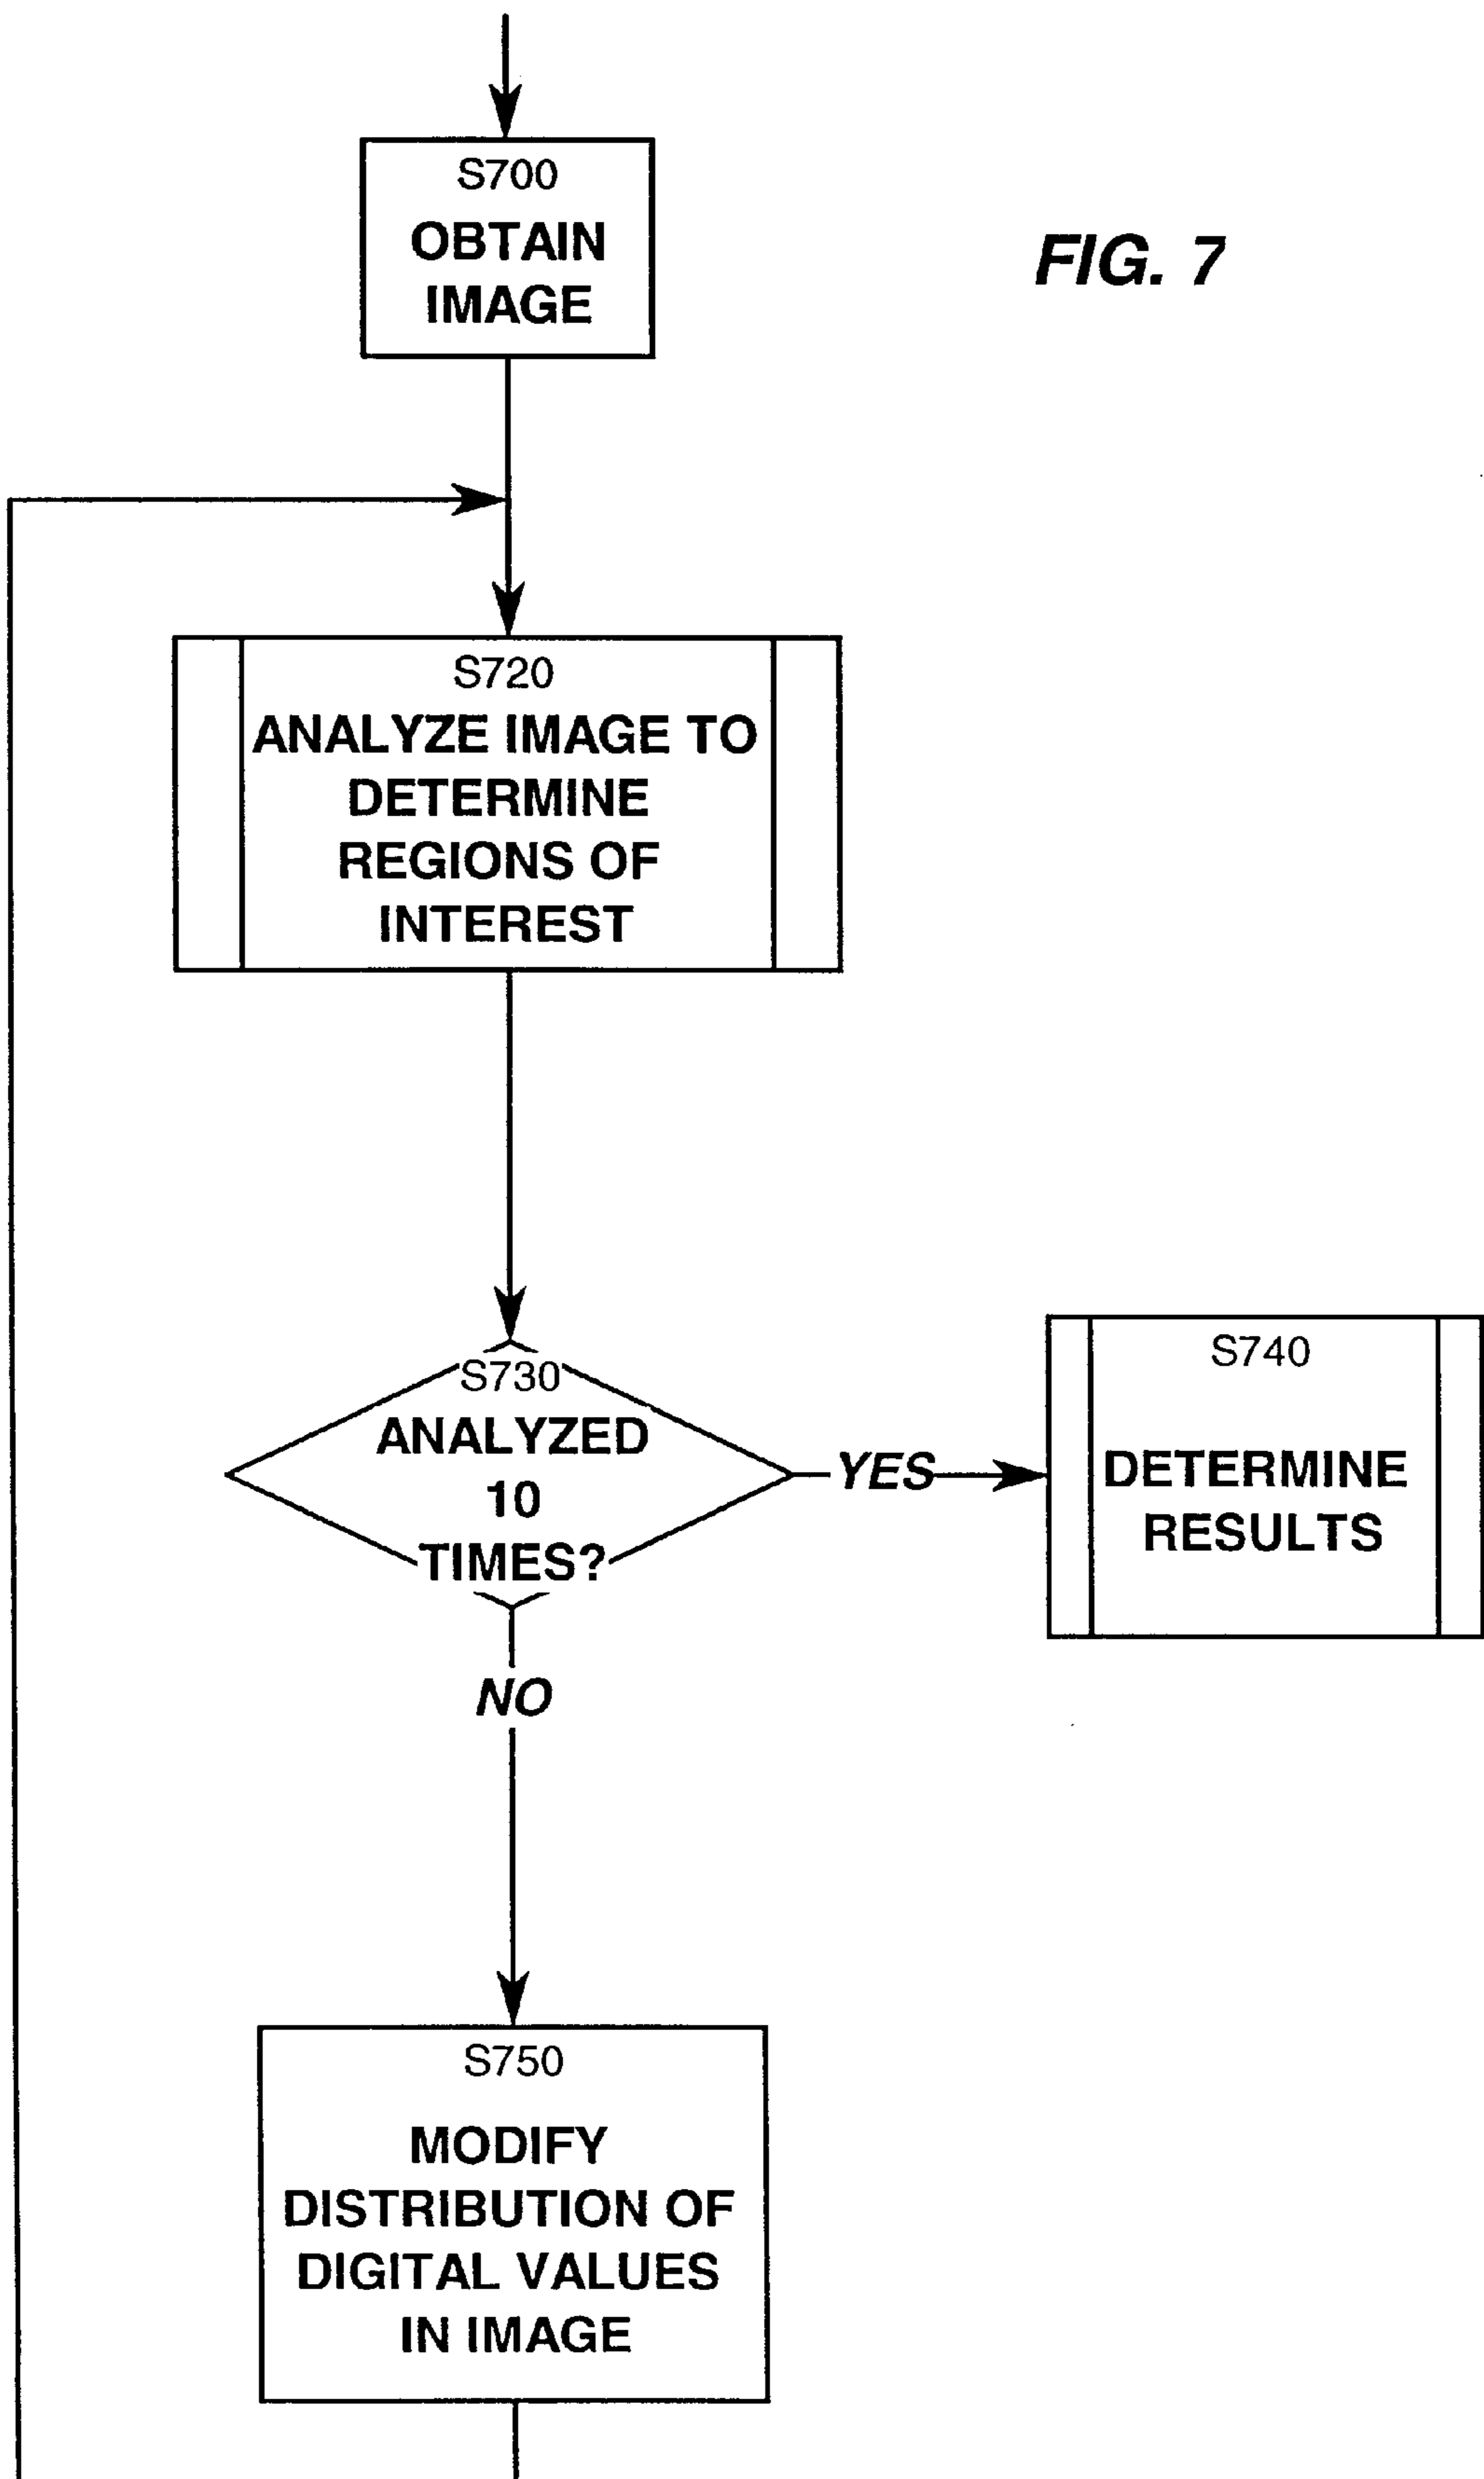 S700
OBTAIN
IMAGE
FIG. 7
S720
ANALYZE IMAGE TO
DETERMINE
REGIONS OF
INTEREST
S730
ANALYZED
10
TIMES?
YES
S740
DETERMINE
RESULTS
NO
S750
MODIFY
DISTRIBUTION OF
DIGITAL VALUES
IN IMAGE